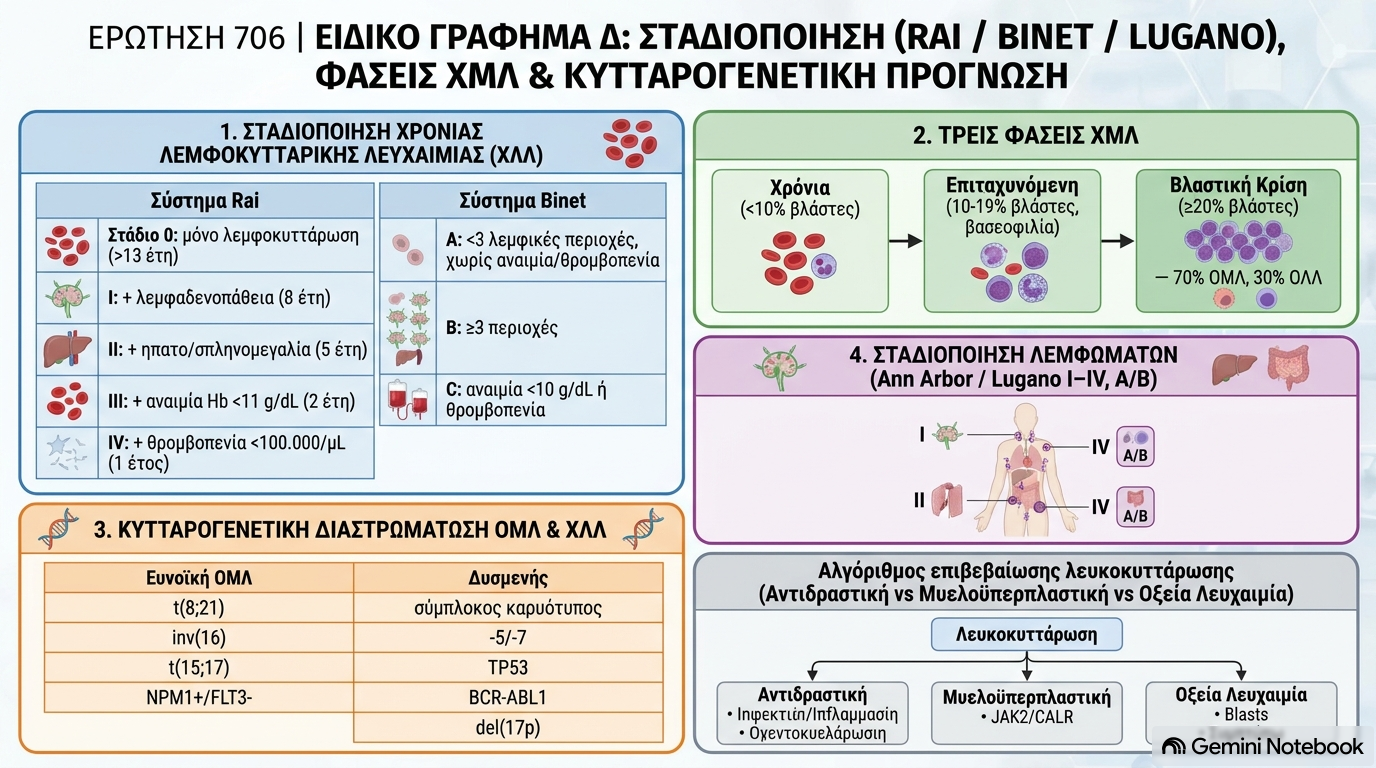 ΕΡΩΤΗΣΗ 706 | ΕΙΔΙΚΟ ΓΡΑΦΗΜΑ Δ: ΣΤΑΔΙΟΠΟΙΗΣΗ (RAI / BINET / LUGANO),
ΦΑΣΕΙΣ ΧΜΛ & ΚΥΤΤΑΡΟΓΕΝΕΤΙΚΗ ΠΡΟΓΝΩΣΗ
1. ΣΤΑΔΙΟΠΟΙΗΣΗ ΧΡΟΝΙΑΣ
ΛΕΜΦΟΚΥΤΤΑΡΙΚΗΣ ΛΕΥΧΑΙΜΙΑΣ (ΧΛΛ)
Σύστημα Rai
Στάδιο 0: μόνο λεμφοκυττάρωση
(>13 έτη)
I: + λεμφαδενοπάθεια (8 έτη)
II: + ηπατο/σπληνομεγαλία (5 έτη)
III: + αναιμία Hb <11 g/dL (2 έτη)
IV: + θρομβοπενία <100.000/μL
(1 έτος)
Σύστημα Binet
A: <3 λεμφικές περιοχές,
χωρίς αναιμία/θρομβοπενία
B: ≥3 περιοχές
C: αναιμία <10 g/dL ή
θρομβοπενία
2. ΤΡΕΙΣ ΦΑΣΕΙΣ ΧΜΛ
Χρόνια
(<10% βλάστες)
Επιταχυνόμενη
(10-19% βλάστες,
βασεοφιλία)
Βλαστική Κρίση
(≥20% βλάστες)
— 70% ΟΜΛ, 30% ΟΛΛ
3. ΚΥΤΤΑΡΟΓΕΝΕΤΙΚΗ ΔΙΑΣΤΡΩΜΑΤΩΣΗ ΟΜΛ & ΧΛΛ
Ευνοϊκή ΟΜΛ
Δυσμενής
t(8;21)
σύμπλοκος καρυότυπος
inv(16)
-5/-7
t(15;17)
TP53
NPM1+/FLT3-
BCR-ABL1
del(17p)
4. ΣΤΑΔΙΟΠΟΙΗΣΗ ΛΕΜΦΩΜΑΤΩΝ
(Ann Arbor / Lugano I–IV, A/B)
I
IV
A/B
II
IV
A/B
Αλγόριθμος επιβεβαίωσης λευκοκυττάρωσης
(Αντιδραστική vs Μυελοϋπερπλαστική vs Οξεία Λευχαιμία)
Λευκοκυττάρωση
Αντιδραστική
Μυελοϋπερπλαστική
• JAK2/CALR
Οξεία Λευχαιμία
• Blasts
Gemini Notebook